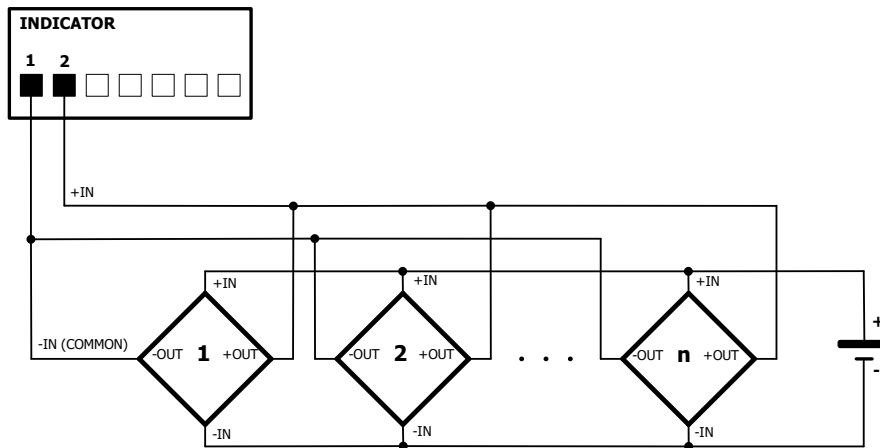 INDICATOR
1 2
+IN
+IN +IN +IN
+
-IN (COMMON) -OUT 1 +OUT -OUT 2 +OUT . . . -OUT n +OUT
-
-IN -IN -IN